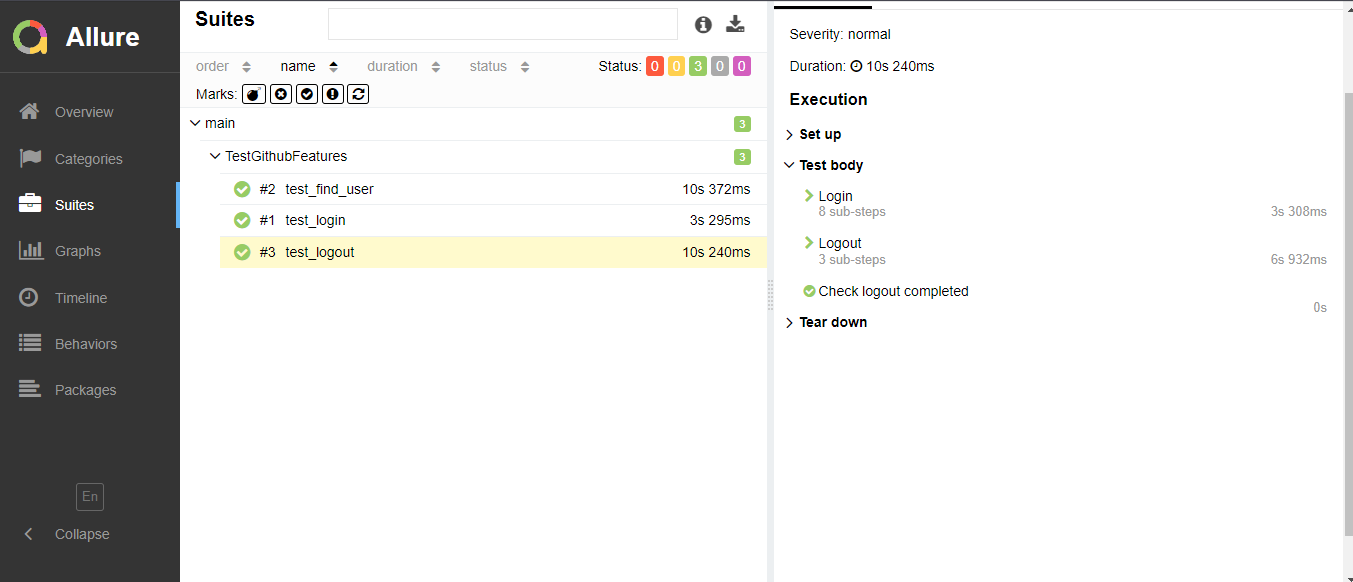 Allure
Overview
Categories
Suites
Graphs
Timeline
Behaviors
Packages
En
Collapse
Suites
order name duration status Status: 0 0 3 0 0
Marks:
main 3
TestGithubFeatures 3
#2 test_find_user 10s 372ms
#1 test_login 3s 295ms
#3 test_logout 10s 240ms
Severity: normal
Duration: 10s 240ms
Execution
Set up
Test body
Login
8 sub-steps 3s 308ms
Logout
3 sub-steps 6s 932ms
Check logout completed
0s
Tear down